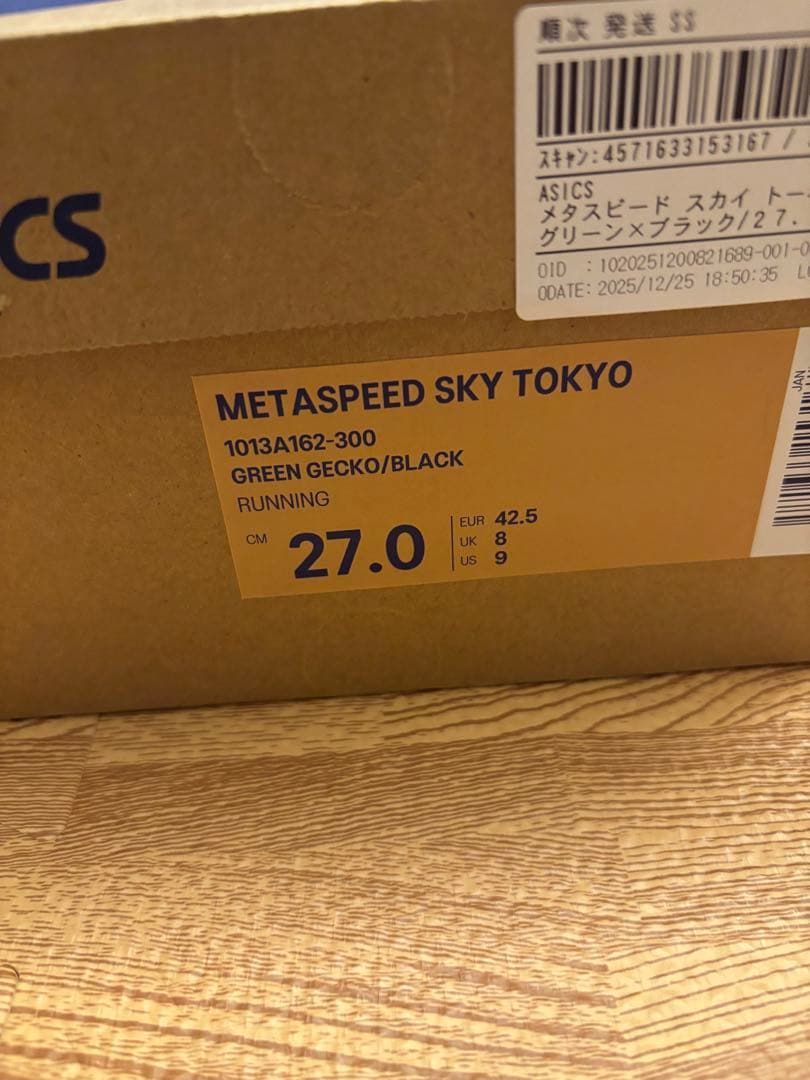 順次 発送 SS
スキャン:4571633153167 /
ASICS
メタスピード スカイ トー
グリーン×ブラック/27.
OID :1020251200821689-001-0
ODATE: 2025/12/25 18:50:35
CS
METASPEED SKY TOKYO
1013A162-300
GREEN GECKO/BLACK
RUNNING
CM 27.0
EUR 42.5
UK 8
US 9
JAN